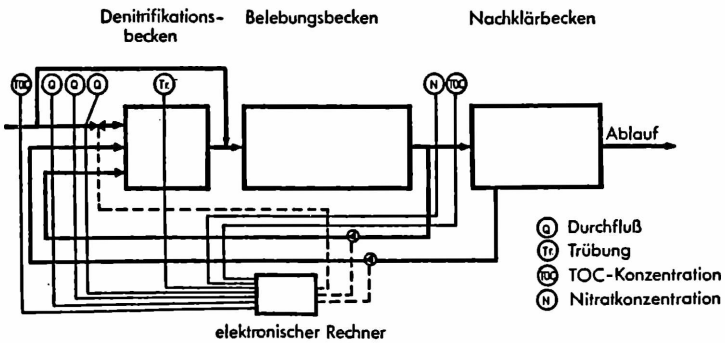 Denitrifikations-
becken
Belebungsbecken
Nachklärbecken
TOC Q Q Q Tr. N TOC
Ablauf
Q Durchfluß
Tr. Trübung
TOC TOC-Konzentration
N Nitratkonzentration
elektronischer Rechner